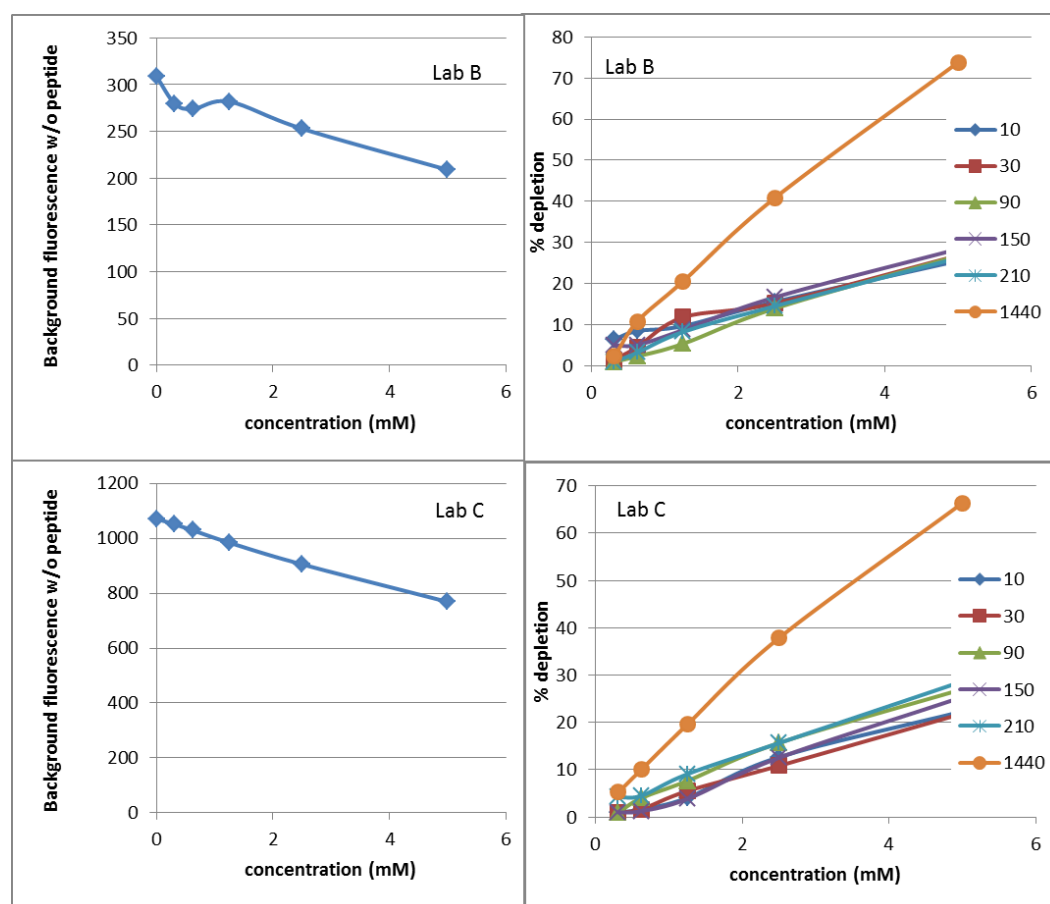 Background fluorescence w/o peptide
350
300
250
200
150
100
50
0
Lab B
0 2 4 6
concentration (mM)
% depletion
80
70
60
50
40
30
20
10
0
Lab B
10
30
90
150
210
1440
0 2 4 6
concentration (mM)
Background fluorescence w/o peptide
1200
1000
800
600
400
200
0
Lab C
0 2 4 6
concentration (mM)
% depletion
70
60
50
40
30
20
10
0
Lab C
10
30
90
150
210
1440
0 2 4 6
concentration (mM)